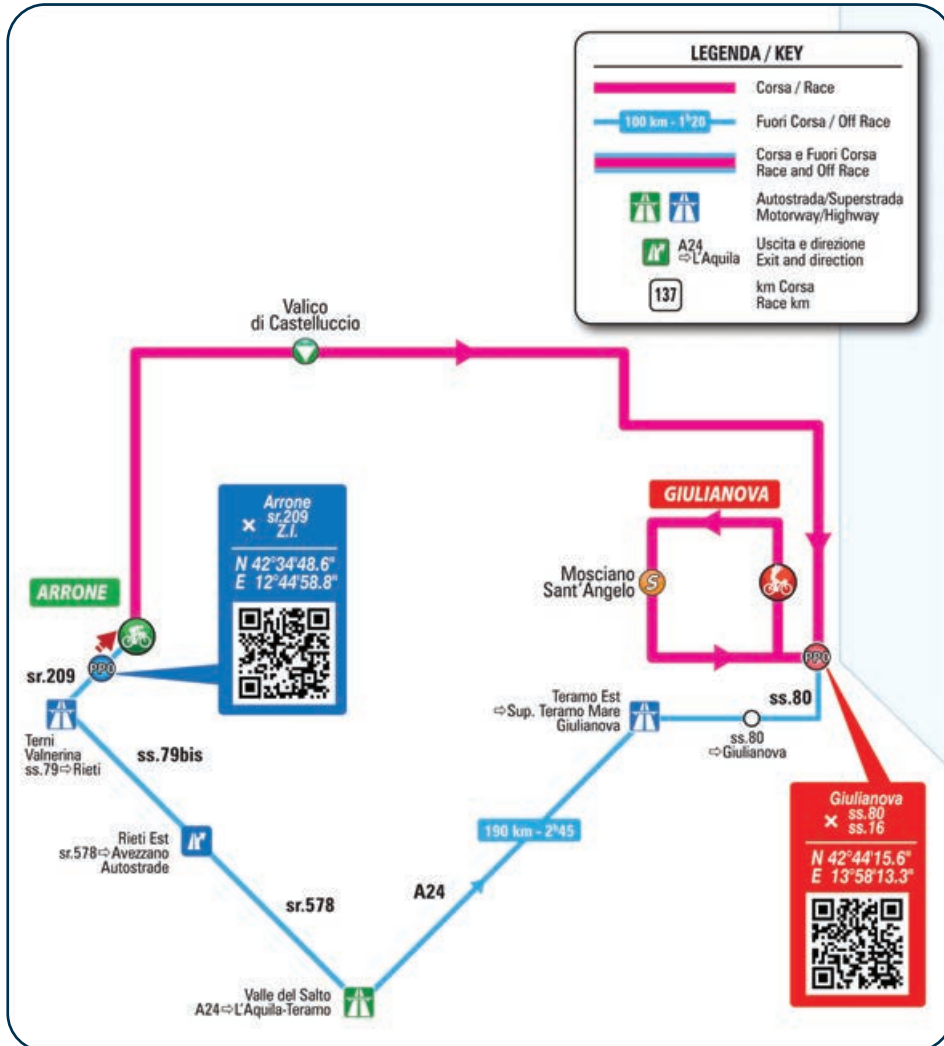 LEGENDA / KEY
Corsa / Race
100 km - 1ʰ20
Fuori Corsa / Off Race
Corsa e Fuori Corsa
Race and Off Race
Autostrada/Superstrada
Motorway/Highway
A24
⇨L'Aquila
Uscita e direzione
Exit and direction
137
km Corsa
Race km
Valico
di Castelluccio
Arrone
sr.209
Z.I.
N 42°34'48.6"
E 12°44'58.8"
GIULIANOVA
Mosciano
Sant'Angelo
S
ARRONE
PPO
PPO
sr.209
Terni
Valnerina
ss.79⇨Rieti
ss.79bis
Teramo Est
⇨Sup. Teramo Mare
Giulianova
ss.80
ss.80
⇨Giulianova
Rieti Est
sr.578⇨Avezzano
Autostrade
190 km - 2ʰ45
sr.578
A24
Giulianova
ss.80
ss.16
N 42°44'15.6"
E 13°58'13.3"
Valle del Salto
A24⇨L'Aquila-Teramo